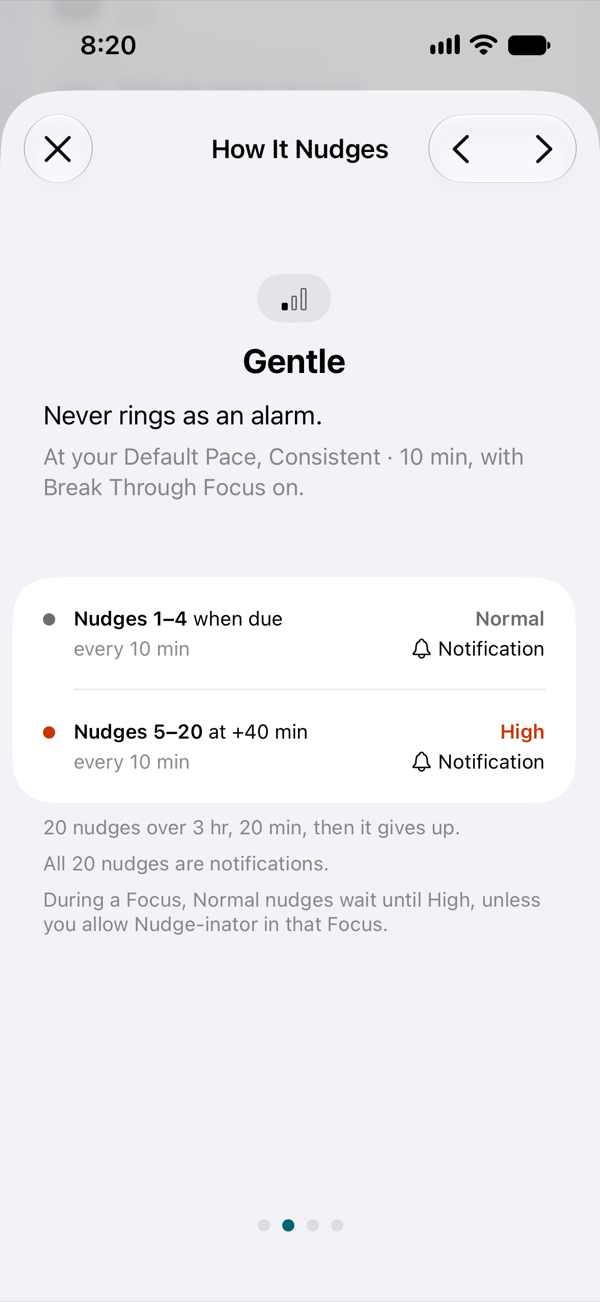 8:20
How It Nudges
Gentle
Never rings as an alarm.
At your Default Pace, Consistent · 10 min, with
Break Through Focus on.
Nudges 1–4 when due
Normal
every 10 min
Notification
Nudges 5–20 at +40 min
High
every 10 min
Notification
20 nudges over 3 hr, 20 min, then it gives up.
All 20 nudges are notifications.
During a Focus, Normal nudges wait until High, unless
you allow Nudge-inator in that Focus.